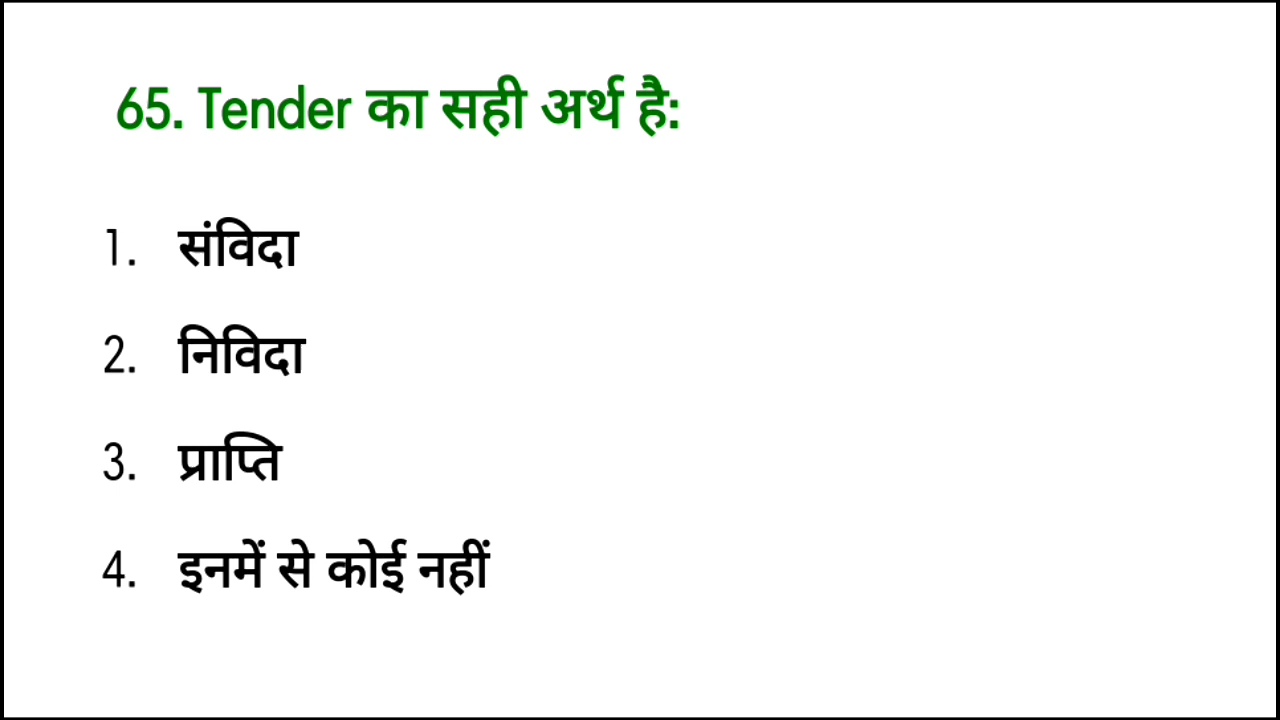 65. Tender का सही अर्थ है:
1. संविदा
2. निविदा
3. प्राप्ति
4. इनमें से कोई नहीं